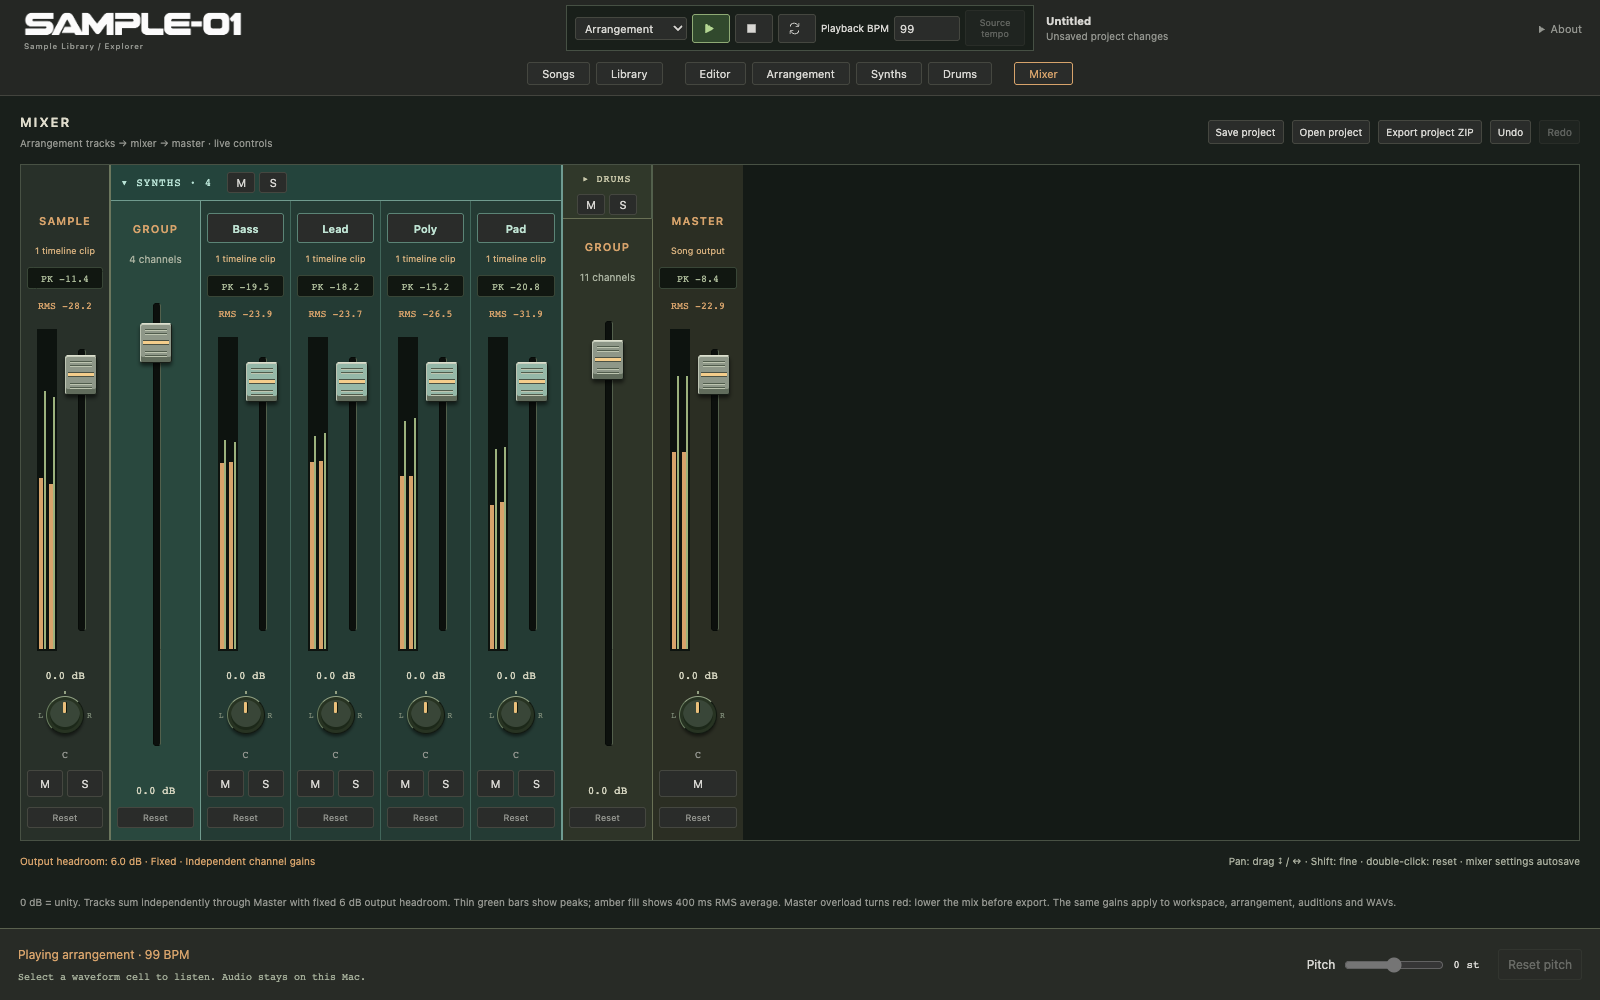 SAMPLE-01
Sample Library / Explorer
Arrangement
Playback BPM 99
Source tempo
Untitled
Unsaved project changes
About
Songs Library Editor Arrangement Synths Drums Mixer
MIXER
Arrangement tracks → mixer → master · live controls
Save project Open project Export project ZIP Undo Redo
SYNTHS · 4 M S
DRUMS
M S
SAMPLE
1 timeline clip
PK -11.4
RMS -28.2
0.0 dB
L R
C
M S
Reset
GROUP
4 channels
0.0 dB
Reset
Bass
1 timeline clip
PK -19.5
RMS -23.9
0.0 dB
L R
C
M S
Reset
Lead
1 timeline clip
PK -18.2
RMS -23.7
0.0 dB
L R
C
M S
Reset
Poly
1 timeline clip
PK -15.2
RMS -26.5
0.0 dB
L R
C
M S
Reset
Pad
1 timeline clip
PK -20.8
RMS -31.9
0.0 dB
L R
C
M S
Reset
GROUP
11 channels
0.0 dB
Reset
MASTER
Song output
PK -8.4
RMS -22.9
0.0 dB
L R
C
M
Reset
Output headroom: 6.0 dB · Fixed · Independent channel gains
Pan: drag ↕ / ↔ · Shift: fine · double-click: reset · mixer settings autosave
0 dB = unity. Tracks sum independently through Master with fixed 6 dB output headroom. Thin green bars show peaks; amber fill shows 400 ms RMS average. Master overload turns red: lower the mix before export. The same gains apply to workspace, arrangement, auditions and WAVs.
Playing arrangement · 99 BPM
Select a waveform cell to listen. Audio stays on this Mac.
Pitch 0 st Reset pitch